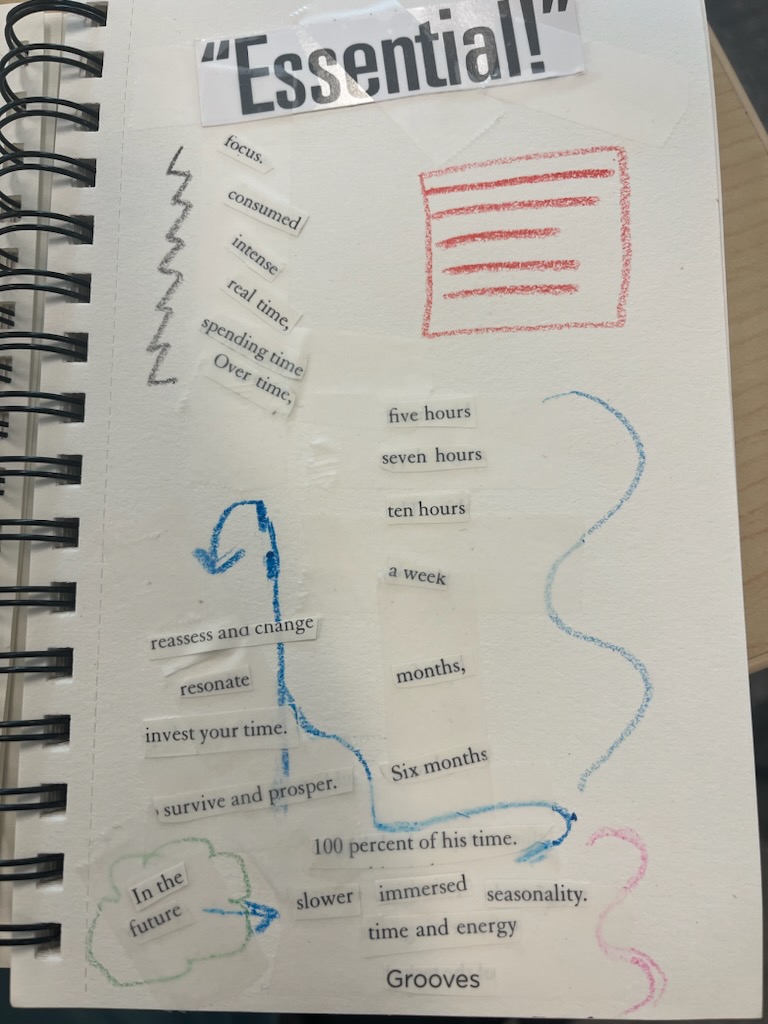 “Essential!”
focus.
consumed
intense
real time,
spending time
Over time,
five hours
seven hours
ten hours
a week
months,
Six months
reassess and change
resonate
invest your time.
survive and prosper.
100 percent of his time.
In the
future
slower immersed seasonality.
time and energy
Grooves